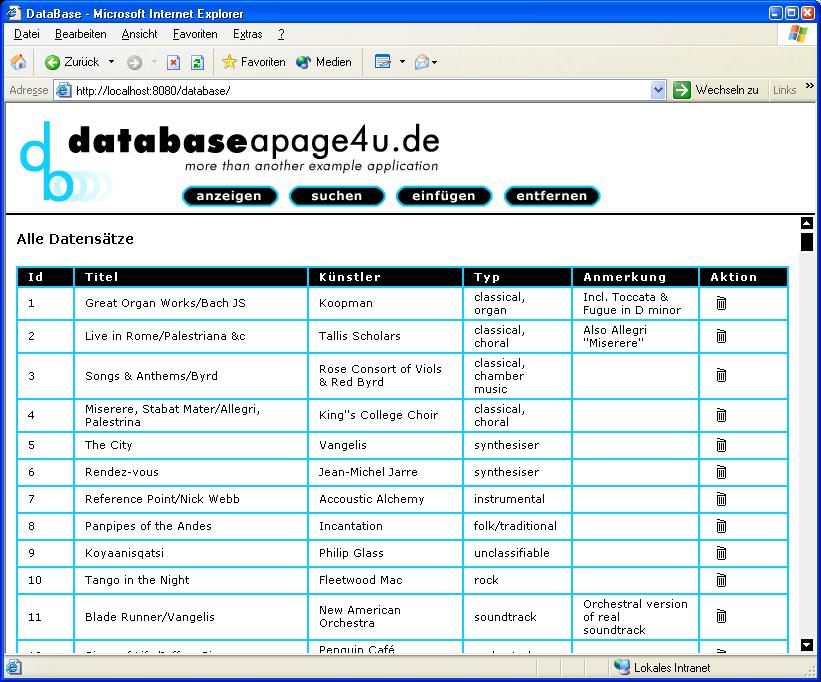 DataBase - Microsoft Internet Explorer
Datei Bearbeiten Ansicht Favoriten Extras ?
Zurück Favoriten Medien
Adresse http://localhost:8080/database/ Wechseln zu Links »
db
databaseapage4u.de
more than another example application
anzeigen suchen einfügen entfernen
Alle Datensätze
Id Titel Künstler Typ Anmerkung Aktion
1 Great Organ Works/Bach JS Koopman classical, organ Incl. Toccata & Fugue in D minor
2 Live in Rome/Palestriana &c Tallis Scholars classical, choral Also Allegri "Miserere"
3 Songs & Anthems/Byrd Rose Consort of Viols & Red Byrd classical, chamber music
4 Miserere, Stabat Mater/Allegri, Palestrina King''s College Choir classical, choral
5 The City Vangelis synthesiser
6 Rendez-vous Jean-Michel Jarre synthesiser
7 Reference Point/Nick Webb Accoustic Alchemy instrumental
8 Panpipes of the Andes Incantation folk/traditional
9 Koyaanisqatsi Philip Glass unclassifiable
10 Tango in the Night Fleetwood Mac rock
11 Blade Runner/Vangelis New American Orchestra soundtrack Orchestral version of real soundtrack
Penguin Café
Lokales Intranet